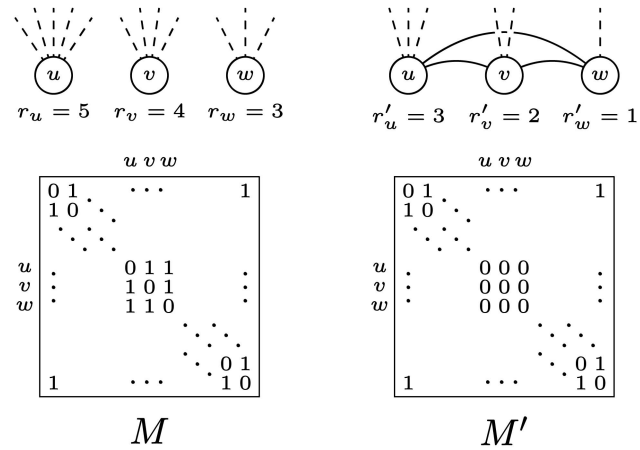 u v w u v w
r_u = 5 r_v = 4 r_w = 3 r'_u = 3 r'_v = 2 r'_w = 1
u v w u v w
0 1 ··· 1 0 1 ··· 1
1 0 1 0
u 0 1 1 u 0 0 0
v 1 0 1 v 0 0 0
w 1 1 0 w 0 0 0
0 1 0 1
1 ··· 1 0 1 ··· 1 0
M M'